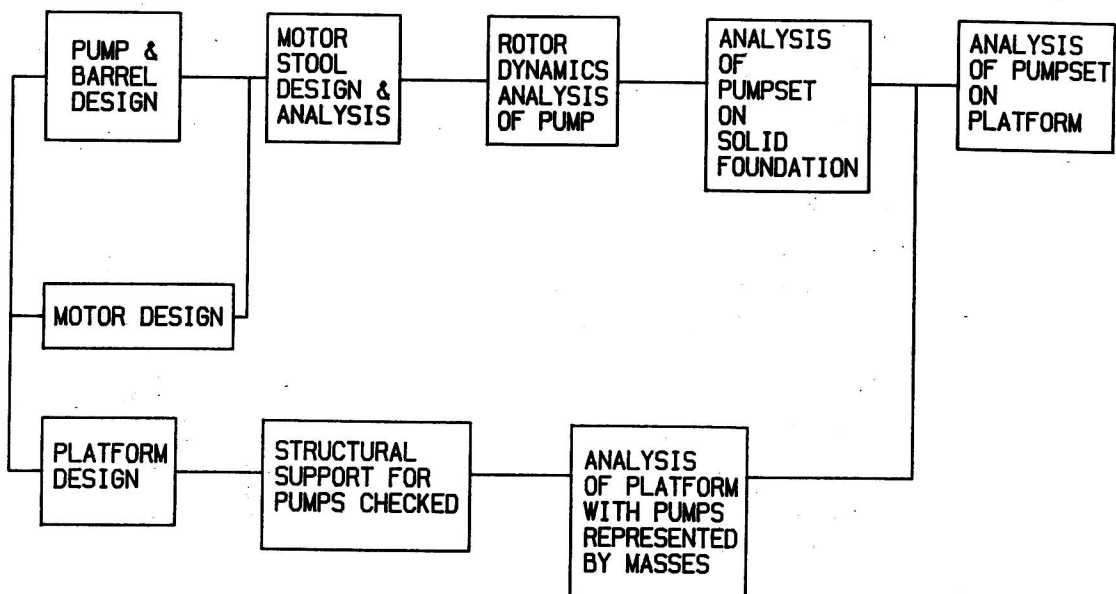 PUMP &
BARREL
DESIGN
MOTOR
STOOL
DESIGN &
ANALYSIS
ROTOR
DYNAMICS
ANALYSIS
OF PUMP
ANALYSIS
OF
PUMPSET
ON
SOLID
FOUNDATION
ANALYSIS
OF PUMPSET
ON
PLATFORM
MOTOR DESIGN
PLATFORM
DESIGN
STRUCTURAL
SUPPORT FOR
PUMPS CHECKED
ANALYSIS
OF PLATFORM
WITH PUMPS
REPRESENTED
BY MASSES